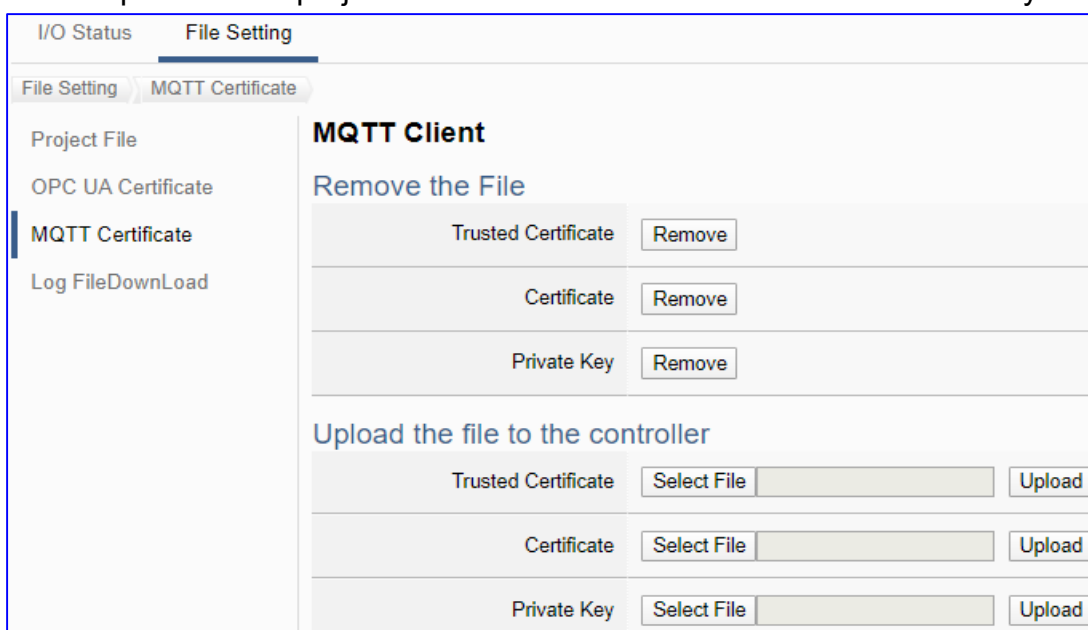 I/O Status File Setting
File Setting MQTT Certificate
Project File
OPC UA Certificate
MQTT Certificate
Log FileDownLoad
MQTT Client
Remove the File
Trusted Certificate Remove
Certificate Remove
Private Key Remove
Upload the file to the controller
Trusted Certificate Select File Upload
Certificate Select File Upload
Private Key Select File Upload